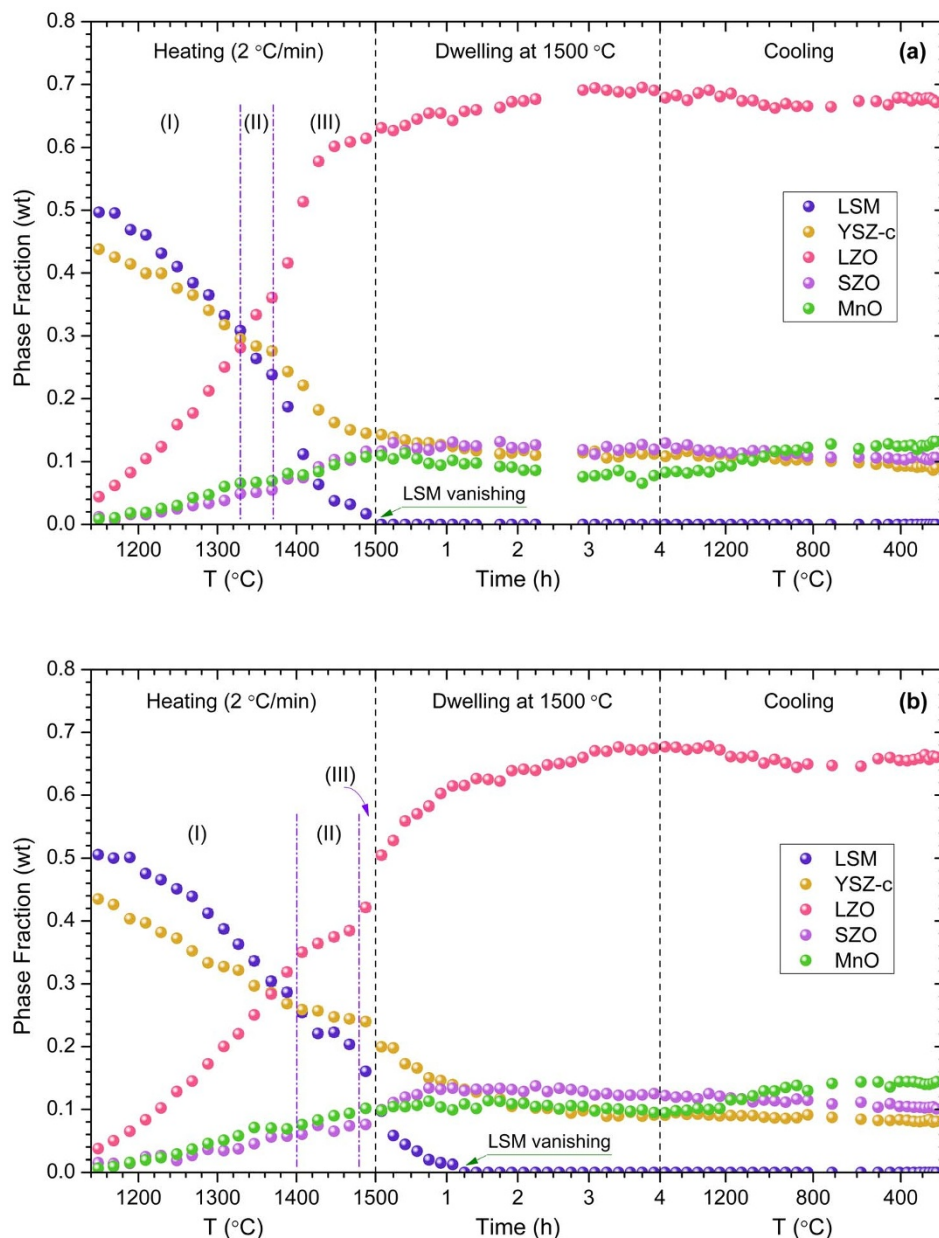 Heating (2 °C/min)
Dwelling at 1500 °C
Cooling
(a)
(I)
(II)
(III)
LSM
YSZ-c
LZO
SZO
MnO
LSM vanishing
Phase Fraction (wt)
0.8
0.7
0.6
0.5
0.4
0.3
0.2
0.1
0.0
1200 1300 1400 1500 1 2 3 4 1200 800 400
T (°C) Time (h) T (°C)
Heating (2 °C/min)
Dwelling at 1500 °C
Cooling
(b)
(III)
(I)
(II)
LSM
YSZ-c
LZO
SZO
MnO
LSM vanishing
Phase Fraction (wt)
0.8
0.7
0.6
0.5
0.4
0.3
0.2
0.1
0.0
1200 1300 1400 1500 1 2 3 4 1200 800 400
T (°C) Time (h) T (°C)